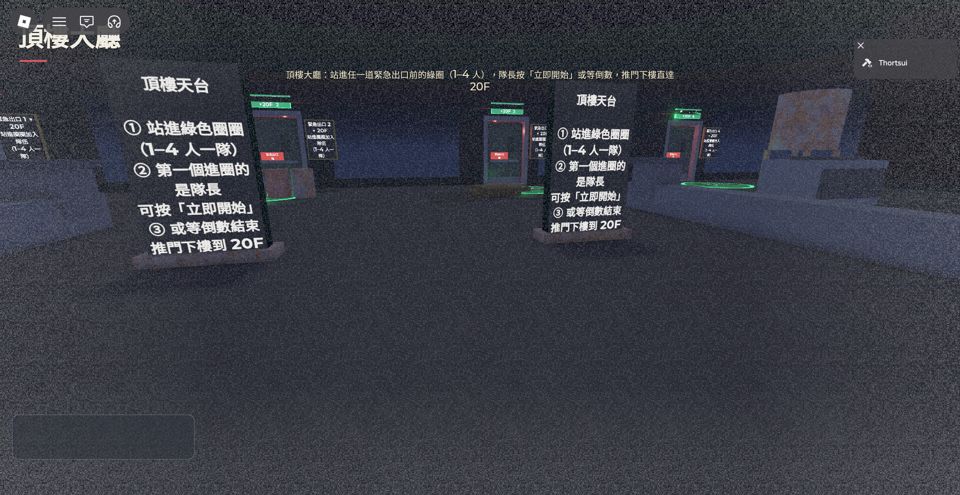 頂樓大廳
Thortsui
頂樓大廳：站進任一道緊急出口前的綠圈（1–4 人），隊長按「立即開始」或等倒數，推門下樓直達
20F
頂樓天台
① 站進綠色圈圈
（1–4 人一隊）
② 第一個進圈的
是隊長
可按「立即開始」
③ 或等倒數結束
推門下樓到 20F
頂樓天台
① 站進綠色圈圈
（1–4 人一隊）
② 第一個進圈的
是隊長
可按「立即開始」
③ 或等倒數結束
推門下樓到 20F